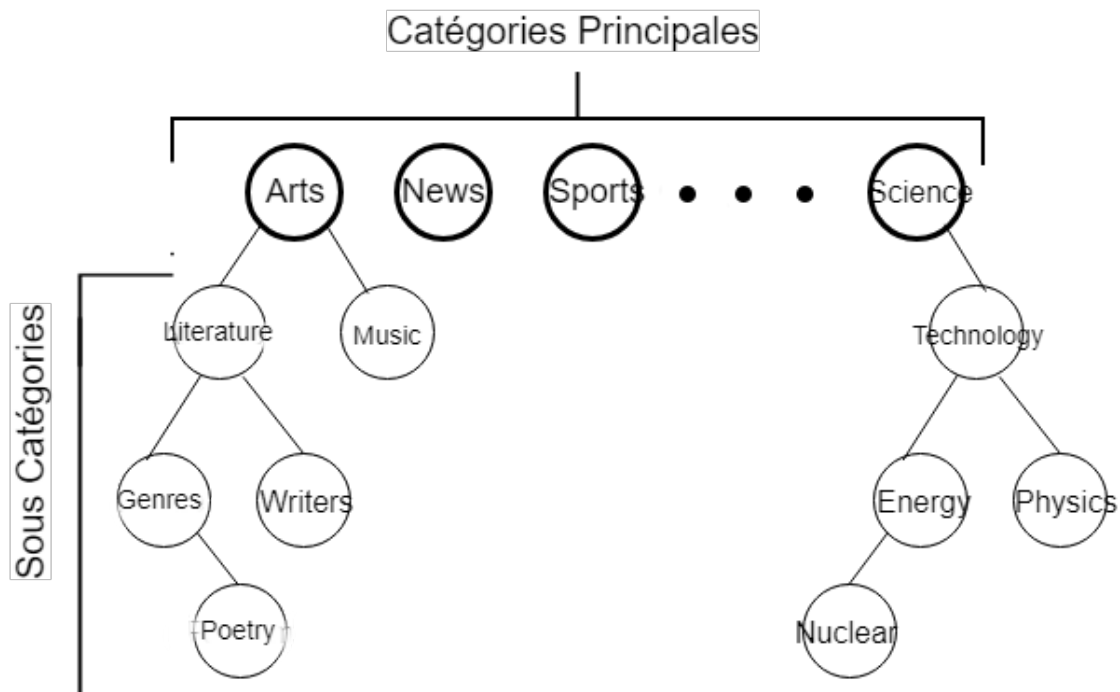 Catégories Principales
Arts
News
Sports
Science
Sous Catégories
Literature
Music
Technology
Genres
Writers
Energy
Physics
Poetry
Nuclear